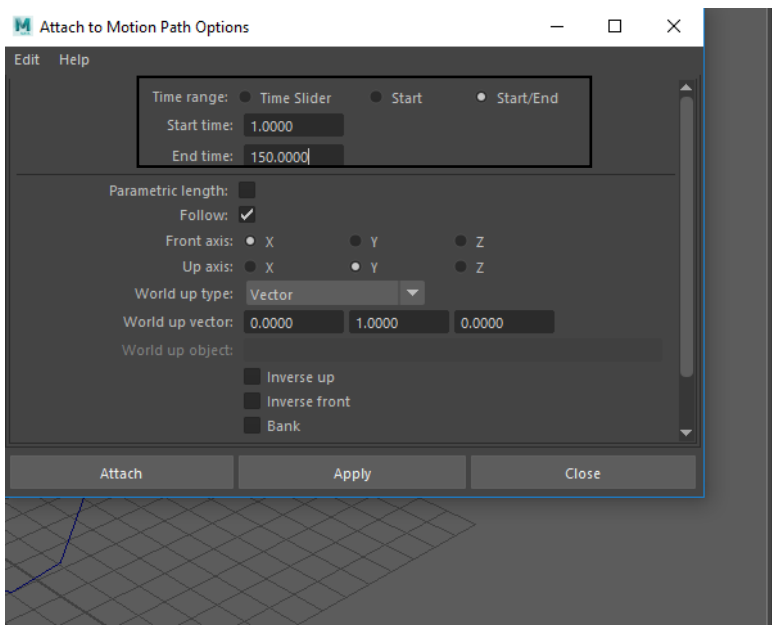 Attach to Motion Path Options
Edit Help
Time range: Time Slider Start Start/End
Start time: 1.0000
End time: 150.0000
Parametric length:
Follow:
Front axis: X Y Z
Up axis: X Y Z
World up type: Vector
World up vector: 0.0000 1.0000 0.0000
World up object:
Inverse up
Inverse front
Bank
Attach Apply Close